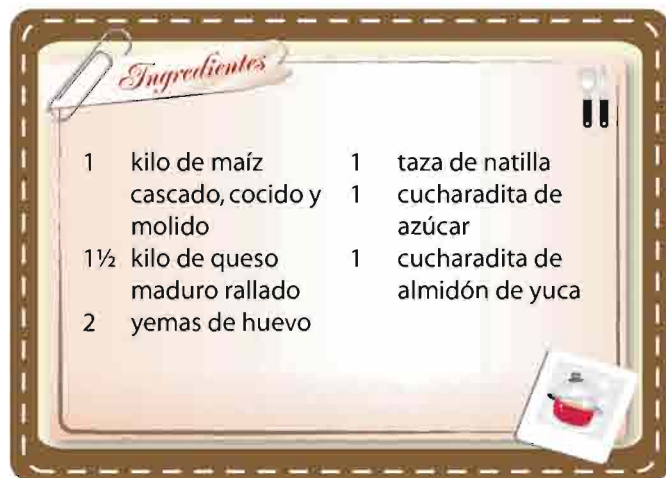 Ingredientes
1 kilo de maíz
cascado, cocido y
molido
1½ kilo de queso
maduro rallado
2 yemas de huevo
1 taza de natilla
1 cucharadita de
azúcar
1 cucharadita de
almidón de yuca